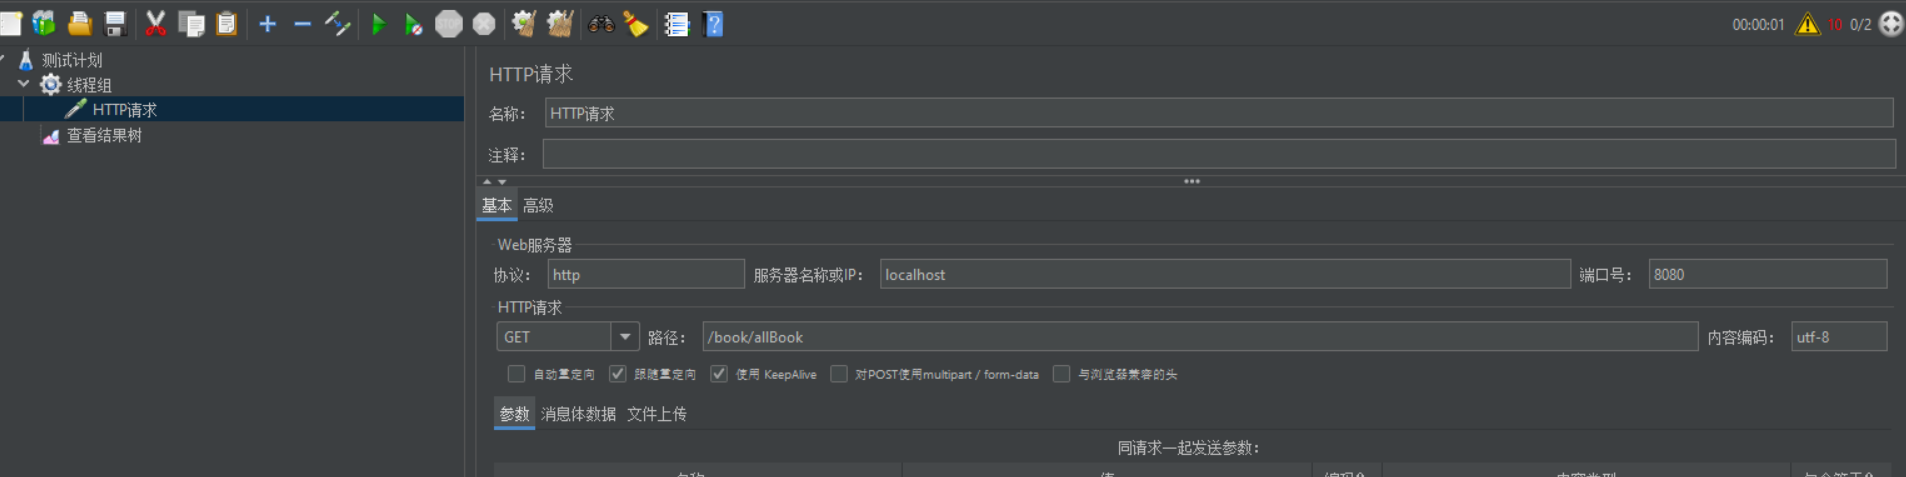 00:00:01 10 0/2
测试计划
线程组
HTTP请求
查看结果树
HTTP请求
名称： HTTP请求
注释：
基本 高级
Web服务器
协议： http 服务器名称或IP： localhost 端口号： 8080
HTTP请求
GET 路径： /book/allBook 内容编码： utf-8
自动重定向 跟随重定向 使用 KeepAlive 对POST使用multipart / form-data 与浏览器兼容的头
参数 消息体数据 文件上传
同请求一起发送参数：